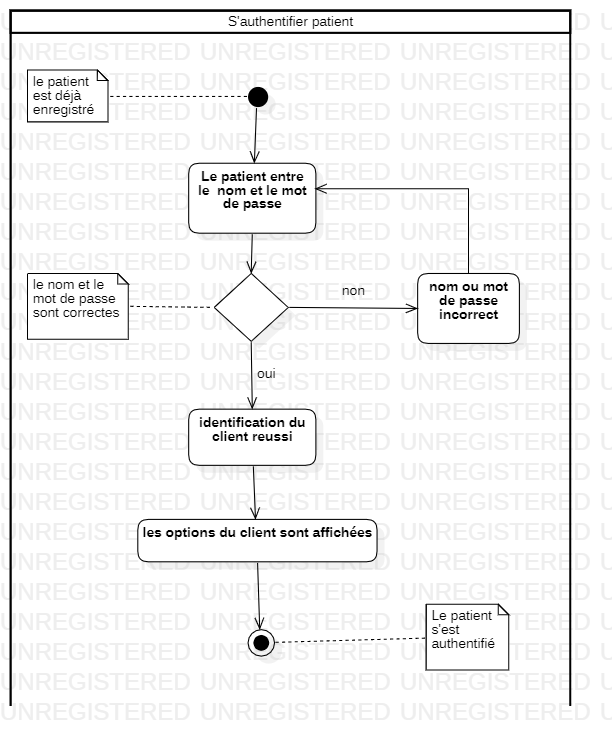 S'authentifier patient
le patient
est déjà
enregistré
Le patient entre
le nom et le mot
de passe
le nom et le
mot de passe
sont correctes
non
nom ou mot
de passe
incorrect
oui
identification du
client reussi
les options du client sont affichées
Le patient
s'est
authentifié
UNREGISTERED